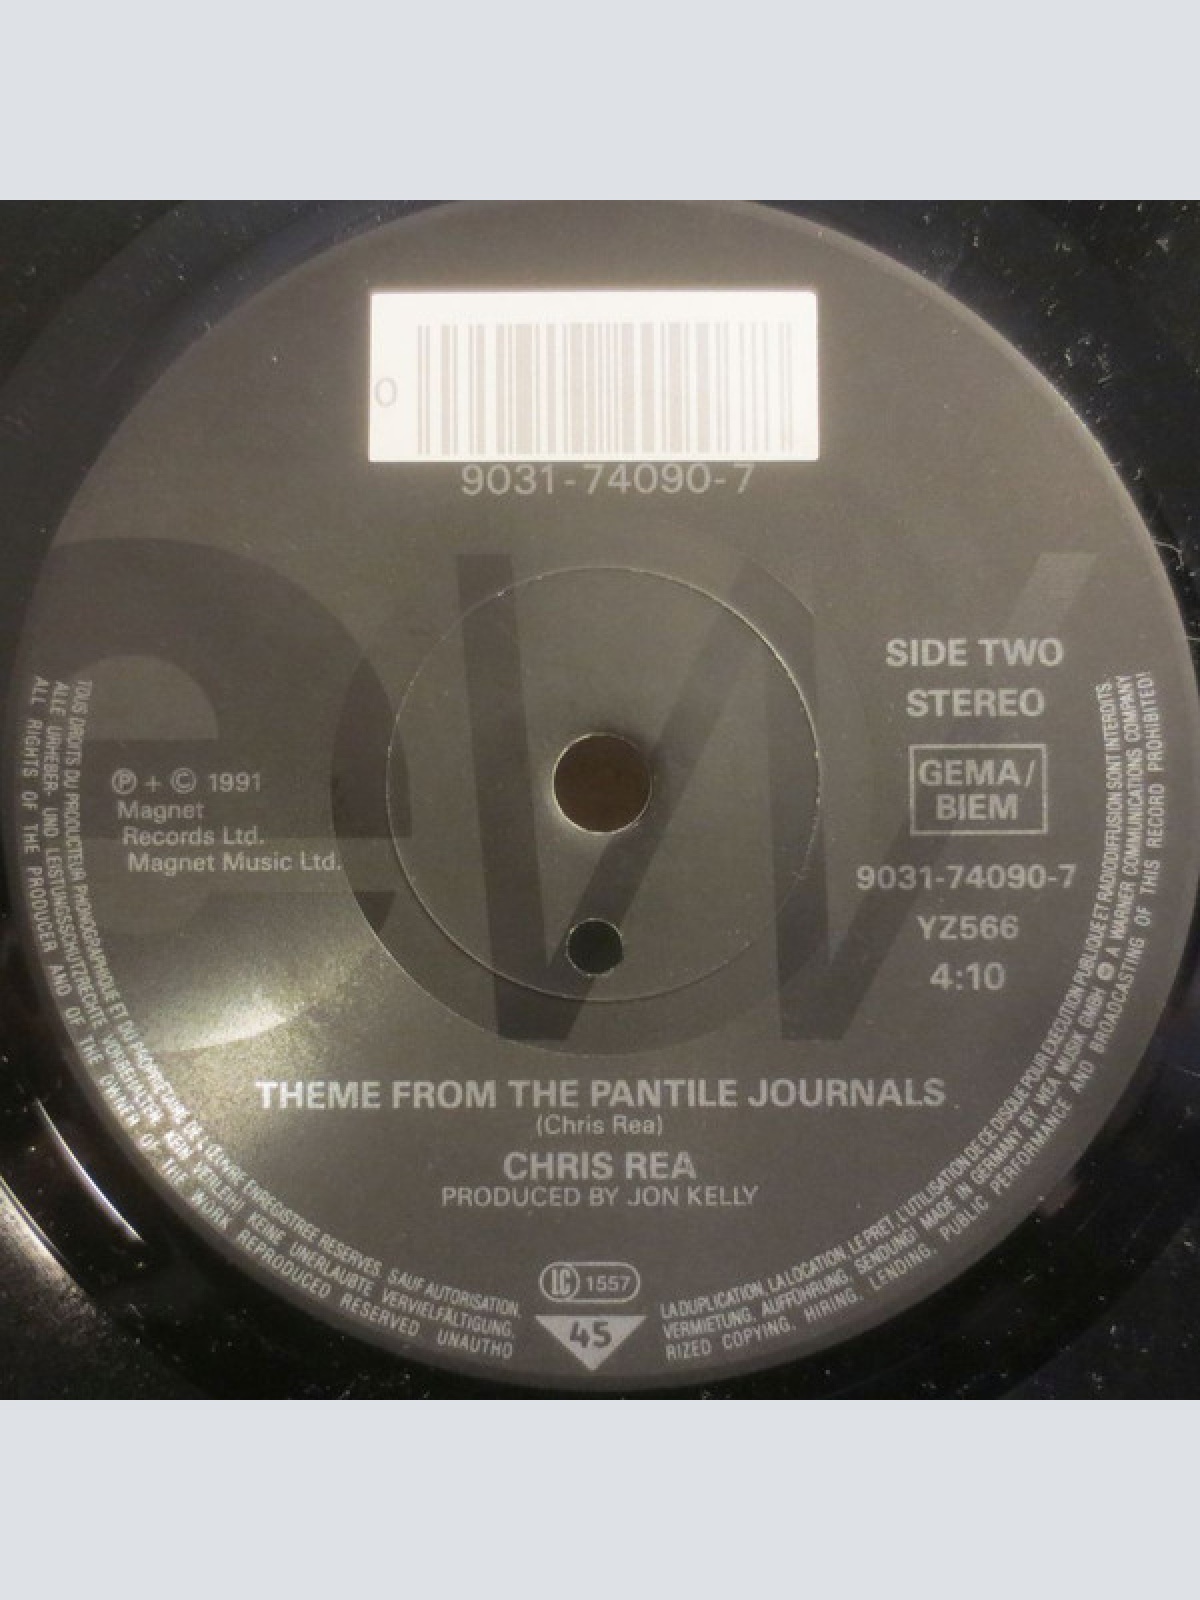 0
9031-74090-7
ew
SIDE TWO
STEREO
GEMA/
BIEM
9031-74090-7
YZ566
4:10
Ⓟ + © 1991
Magnet
Records Ltd.
Magnet Music Ltd.
THEME FROM THE PANTILE JOURNALS
(Chris Rea)
CHRIS REA
PRODUCED BY JON KELLY
LC 1557
45
TOUS DROITS DU PRODUCTEUR PHONOGRAPHIQUE ET DU PROPRIETAIRE DE L'ŒUVRE ENREGISTREE RESERVES. SAUF AUTORISATION, LA DUPLICATION, LA LOCATION, LE PRET, L'UTILISATION DE CE DISQUE POUR EXECUTION PUBLIQUE ET RADIODIFFUSION SONT INTERDITS.
ALLE URHEBER- UND LEISTUNGSSCHUTZRECHTE VORBEHALTEN. KEIN VERLEIH! KEINE UNERLAUBTE VERVIELFÄLTIGUNG, VERMIETUNG, AUFFÜHRUNG, SENDUNG! MADE IN GERMANY BY WEA MUSIK GMBH A WARNER COMMUNICATIONS COMPANY
ALL RIGHTS OF THE PRODUCER AND OF THE OWNER OF THE WORK REPRODUCED RESERVED. UNAUTHO RIZED COPYING, HIRING, LENDING, PUBLIC PERFORMANCE AND BROADCASTING OF THIS RECORD PROHIBITED!